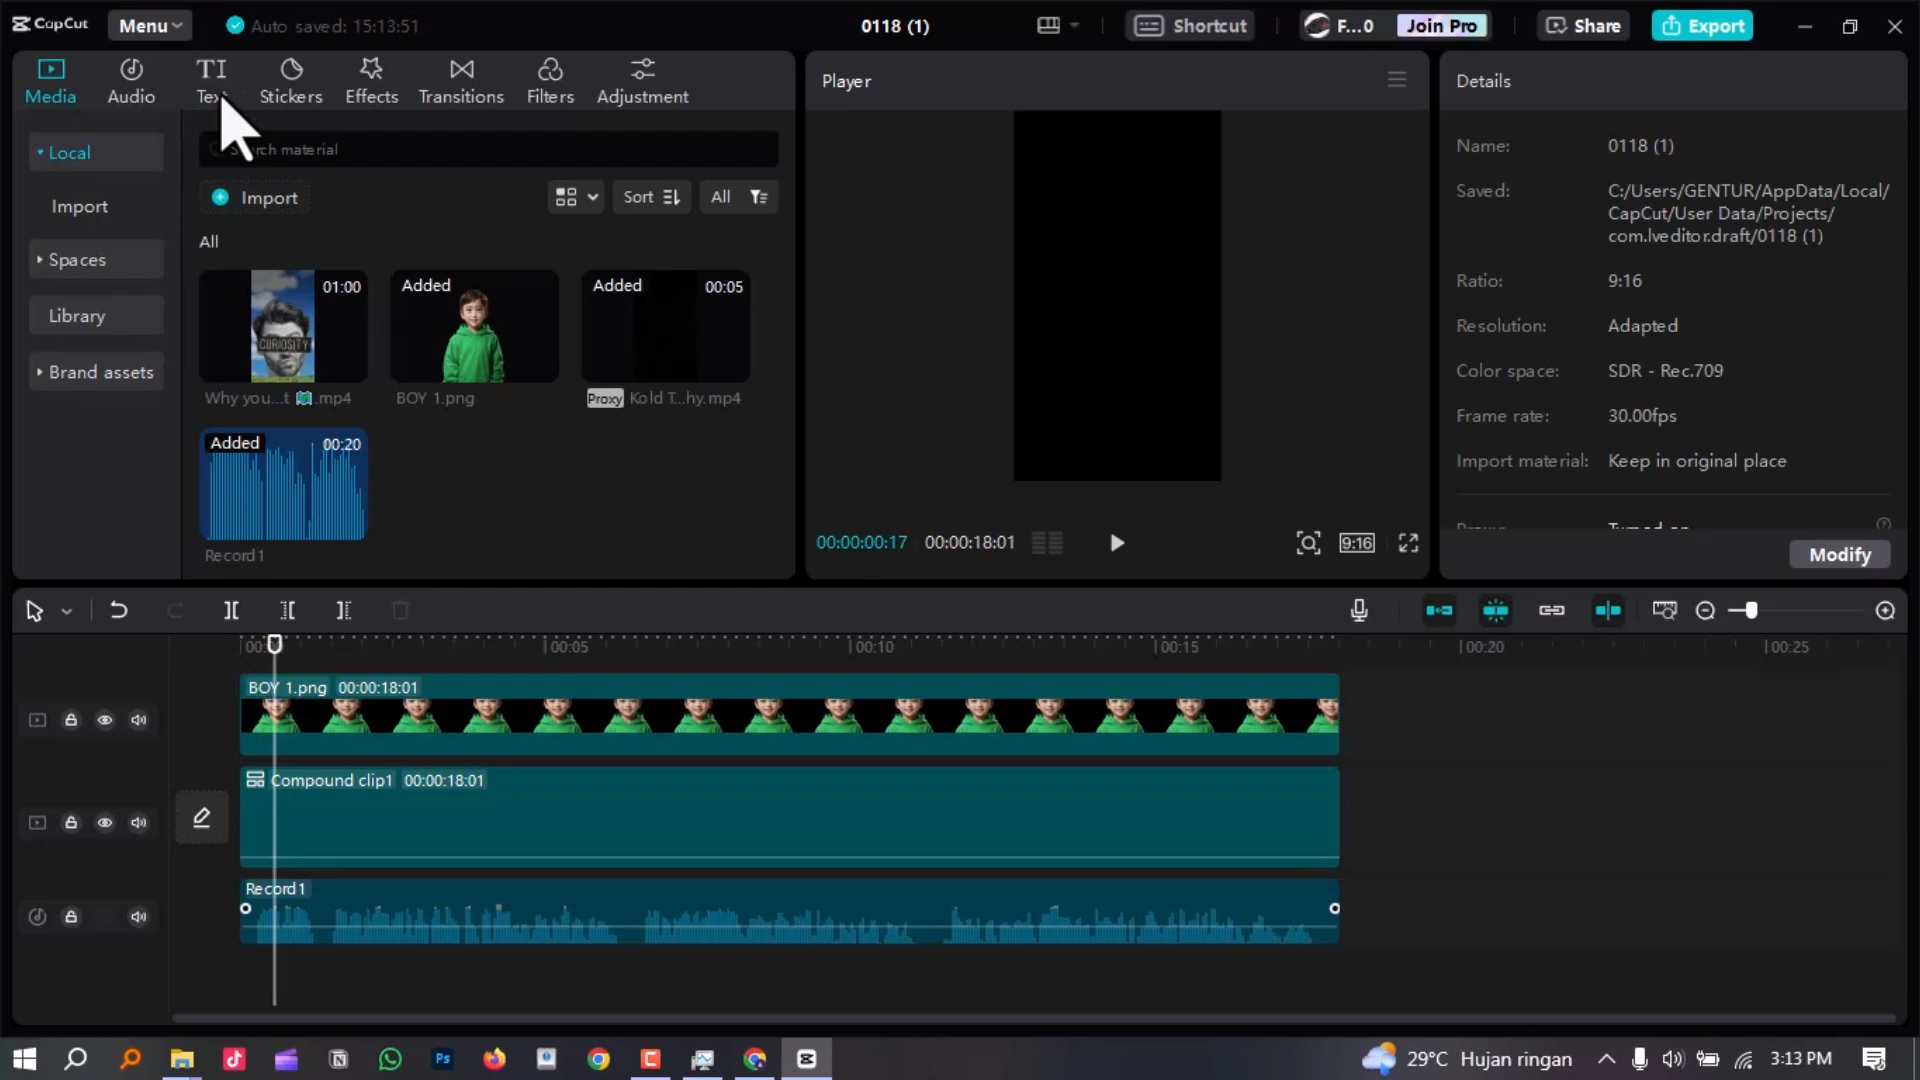 CapCut
Menu
Auto saved: 15:13:51
0118 (1)
Shortcut
F...0
Join Pro
Share
Export
Media
Audio
TI
Stickers
Effects
Transitions
Filters
Adjustment
Local
Import
Spaces
Library
Brand assets
material
Import
Sort
All
All
01:00
CURIOSITY
Why you...t .mp4
Added
BOY 1.png
Added
00:05
Proxy
Kold T...hy.mp4
Added
00:20
Record1
Player
00:00:00:17
00:00:18:01
9:16
Details
Name:
0118 (1)
Saved:
C:/Users/GENTUR/AppData/Local/
CapCut/User Data/Projects/
com.lveditor.draft/0118 (1)
Ratio:
9:16
Resolution:
Adapted
Color space:
SDR - Rec.709
Frame rate:
30.00fps
Import material:
Keep in original place
Modify
00:05
00:10
00:15
00:20
00:25
BOY 1.png 00:00:18:01
Compound clip1 00:00:18:01
Record1
Ps
29°C Hujan ringan
3:13 PM